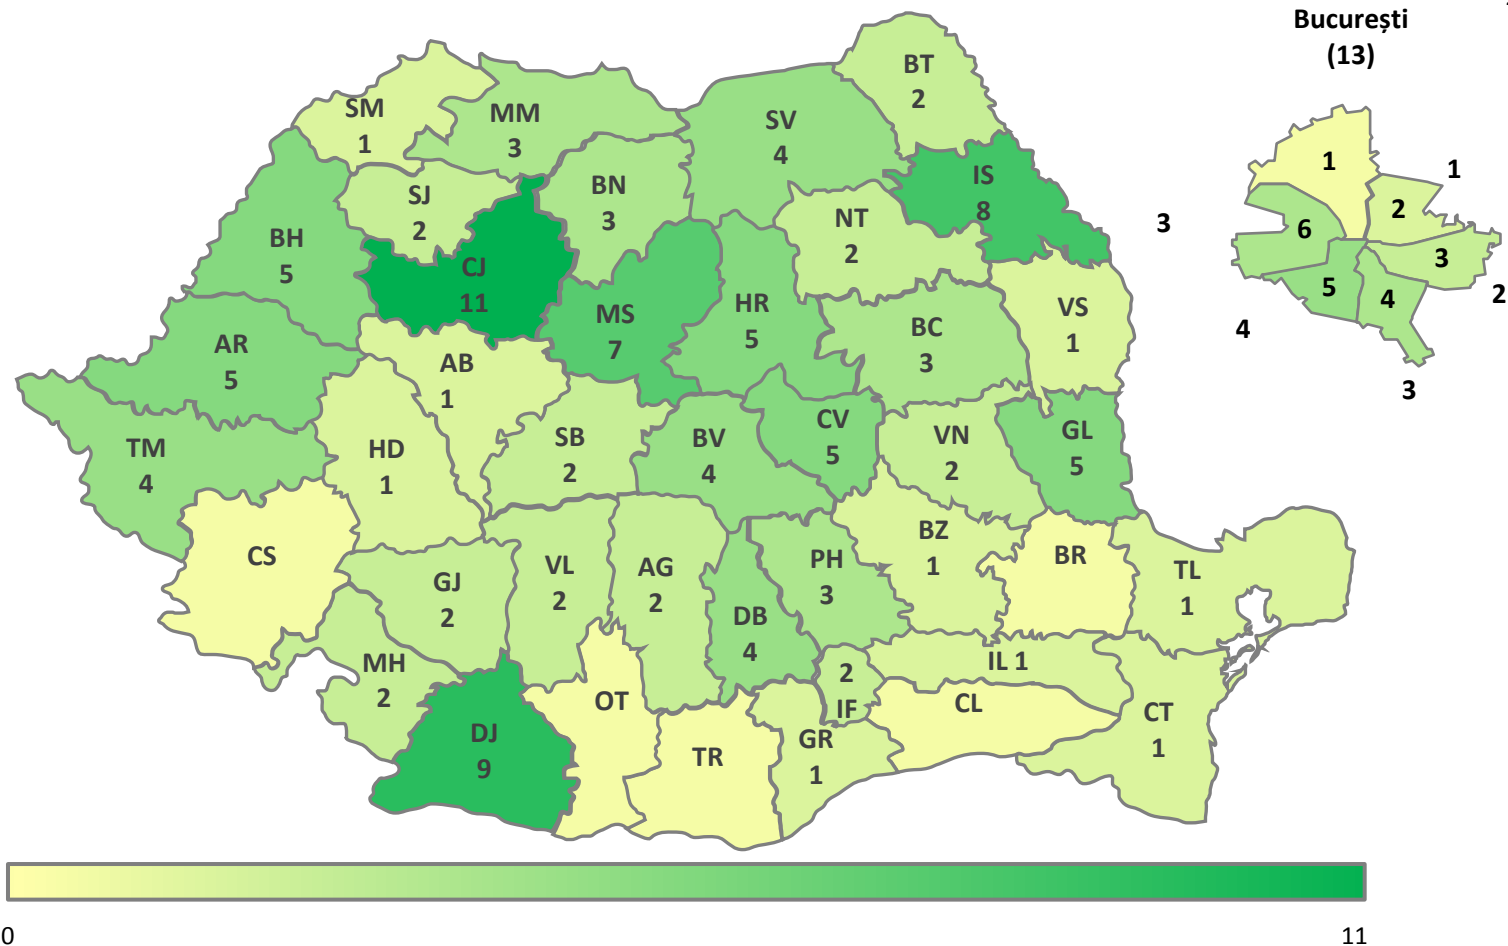 București
(13)
BT
2
SM
1
MM
3
SV
4
IS
8
SJ
2
BN
3
NT
2
BH
5
CJ
11
MS
7
HR
5
BC
3
VS
1
AR
5
AB
1
TM
4
HD
1
SB
2
BV
4
CV
5
VN
2
GL
5
CS
GJ
2
VL
2
AG
2
DB
4
PH
3
BZ
1
BR
TL
1
MH
2
DJ
9
OT
TR
GR
1
2
IF
IL 1
CL
CT
1
1
1
2
3
6
3
5
4
2
4
3
0
11